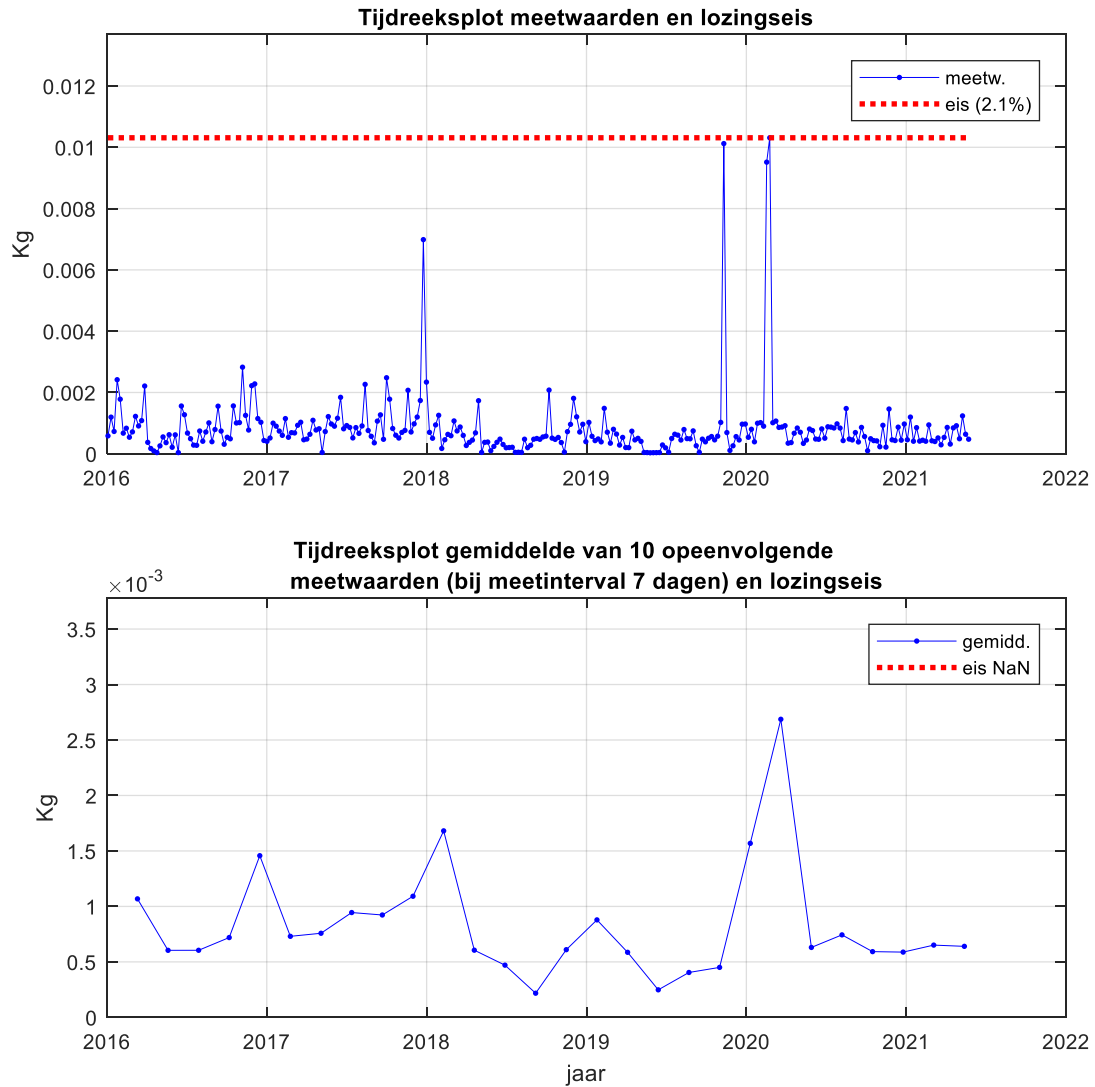 Tijdreeksplot meetwaarden en lozingseis
0.012
0.01
0.008
0.006
0.004
0.002
0
Kg
meetw.
eis (2.1%)
2016 2017 2018 2019 2020 2021 2022
Tijdreeksplot gemiddelde van 10 opeenvolgende
meetwaarden (bij meetinterval 7 dagen) en lozingseis
×10-3
3.5
3
2.5
2
1.5
1
0.5
0
Kg
gemidd.
eis NaN
2016 2017 2018 2019 2020 2021 2022
jaar